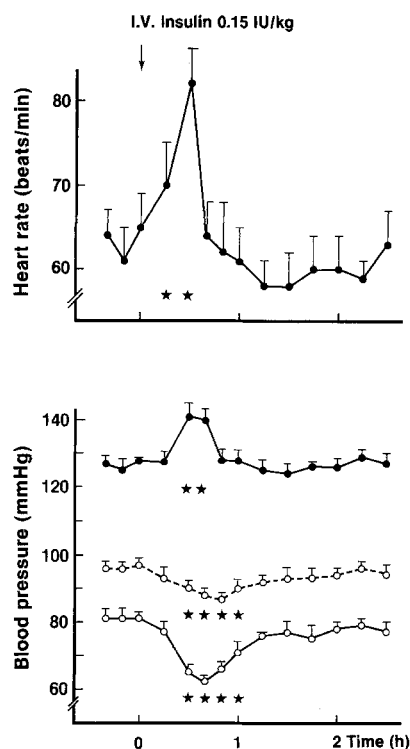 I.V. insulin 0.15 IU/kg
Heart rate (beats/min)
80
70
60
★ ★
Blood pressure (mmHg)
140
120
100
80
60
★ ★
★ ★ ★ ★
★ ★ ★ ★
0 1 2 Time (h)